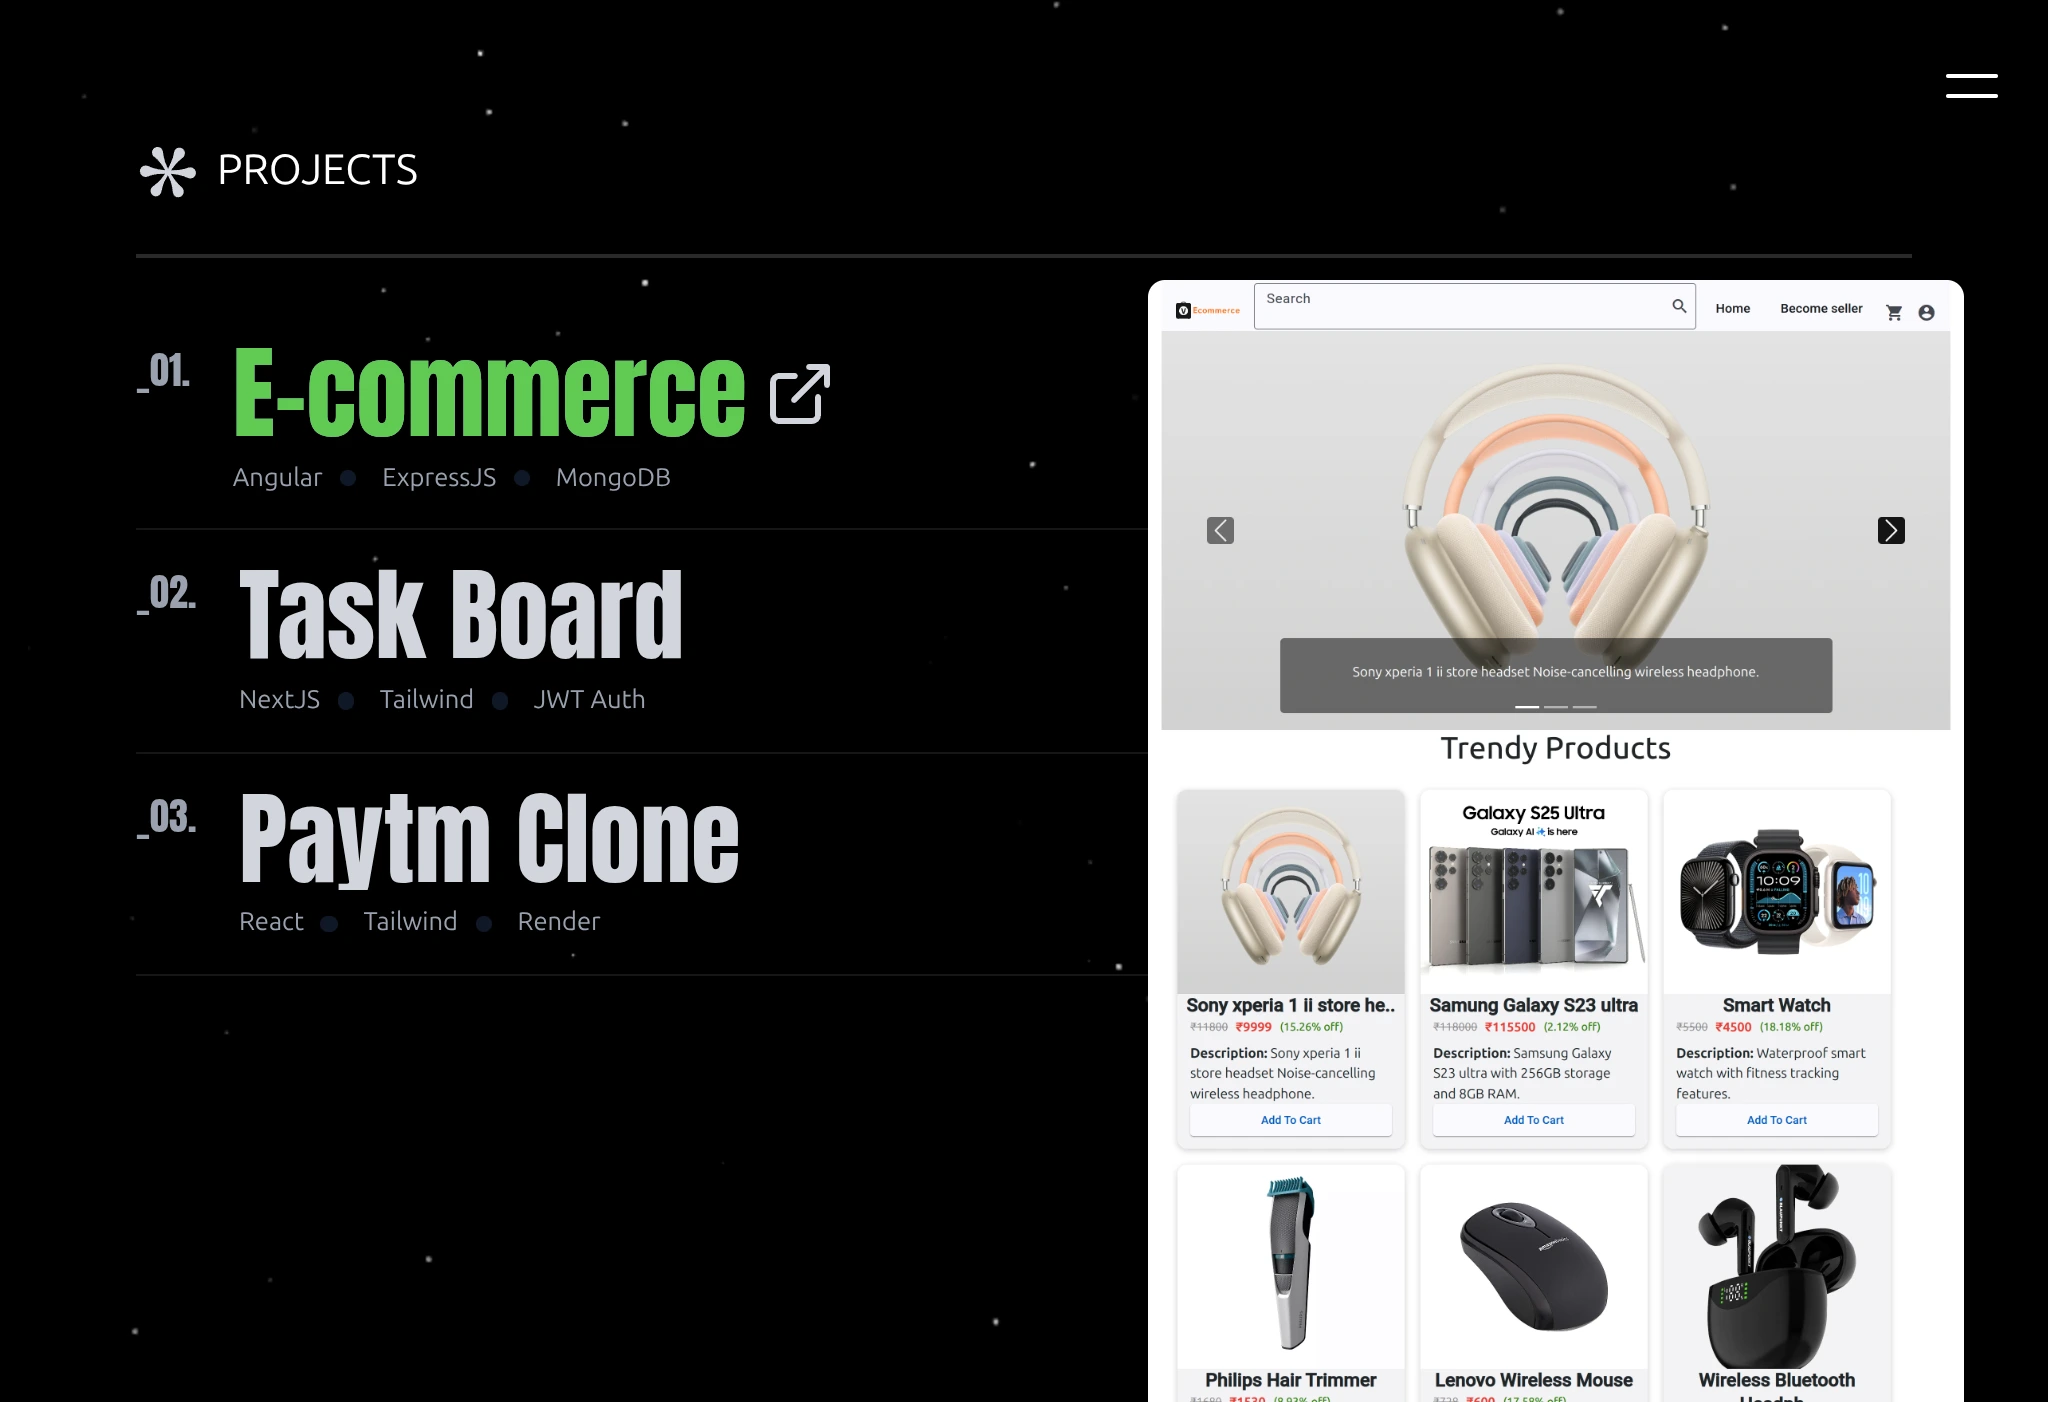 PROJECTS
_01.
E-commerce
Angular ExpressJS MongoDB
_02.
Task Board
NextJS Tailwind JWT Auth
_03.
Paytm Clone
React Tailwind Render
Ecommerce
Search
Home Become seller
Sony xperia 1 ii store headset Noise-cancelling wireless headphone.
Trendy Products
Galaxy S25 Ultra
Galaxy AI is here
10:09
Sony xperia 1 ii store he..
₹11800 ₹9999 (15.26% off)
Description: Sony xperia 1 ii
store headset Noise-cancelling
wireless headphone.
Add To Cart
Samung Galaxy S23 ultra
₹118000 ₹115500 (2.12% off)
Description: Samsung Galaxy
S23 ultra with 256GB storage
and 8GB RAM.
Add To Cart
Smart Watch
₹5500 ₹4500 (18.18% off)
Description: Waterproof smart
watch with fitness tracking
features.
Add To Cart
Philips Hair Trimmer
Lenovo Wireless Mouse
Wireless Bluetooth